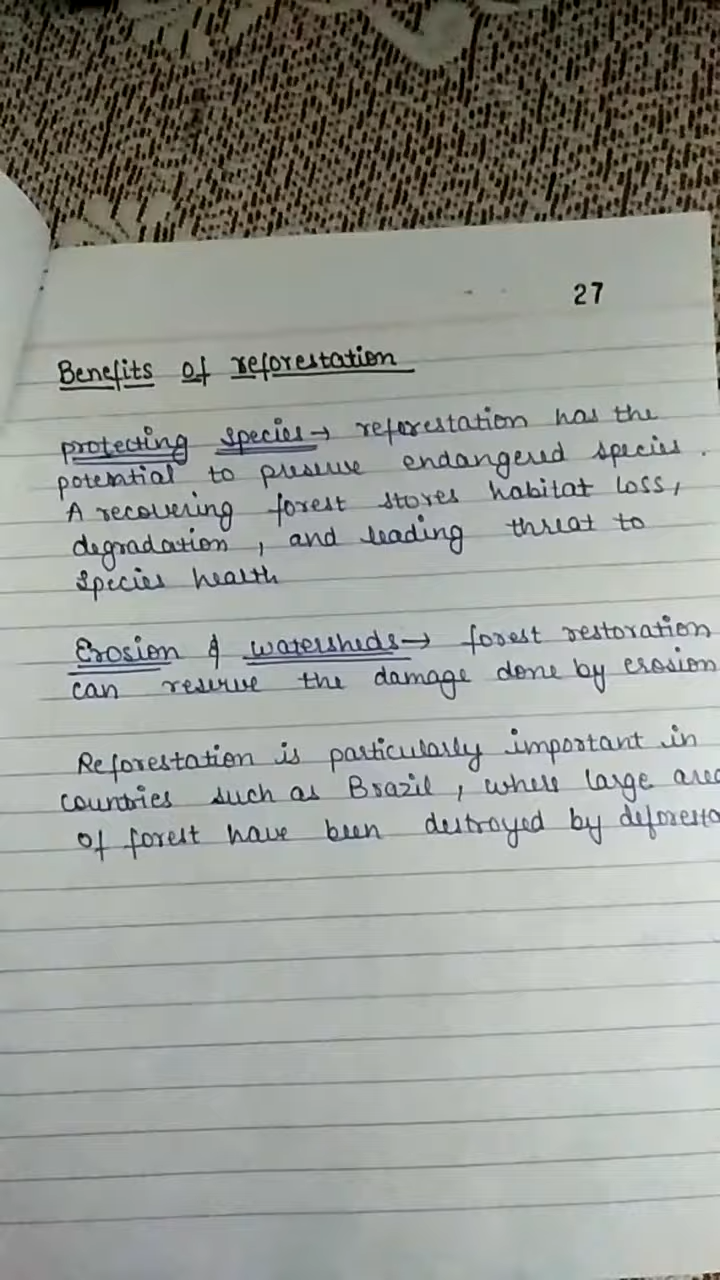 27
Benefits of reforestation
protecting species → reforestation has the
potential to preserve endangered species.
A recovering forest stores habitat loss,
degradation, and leading threat to
species health
Erosion & watersheds → forest restoration
can reserve the damage done by erosion
Reforestation is particularly important in
countries such as Brazil, where large
of forest have been destroyed by